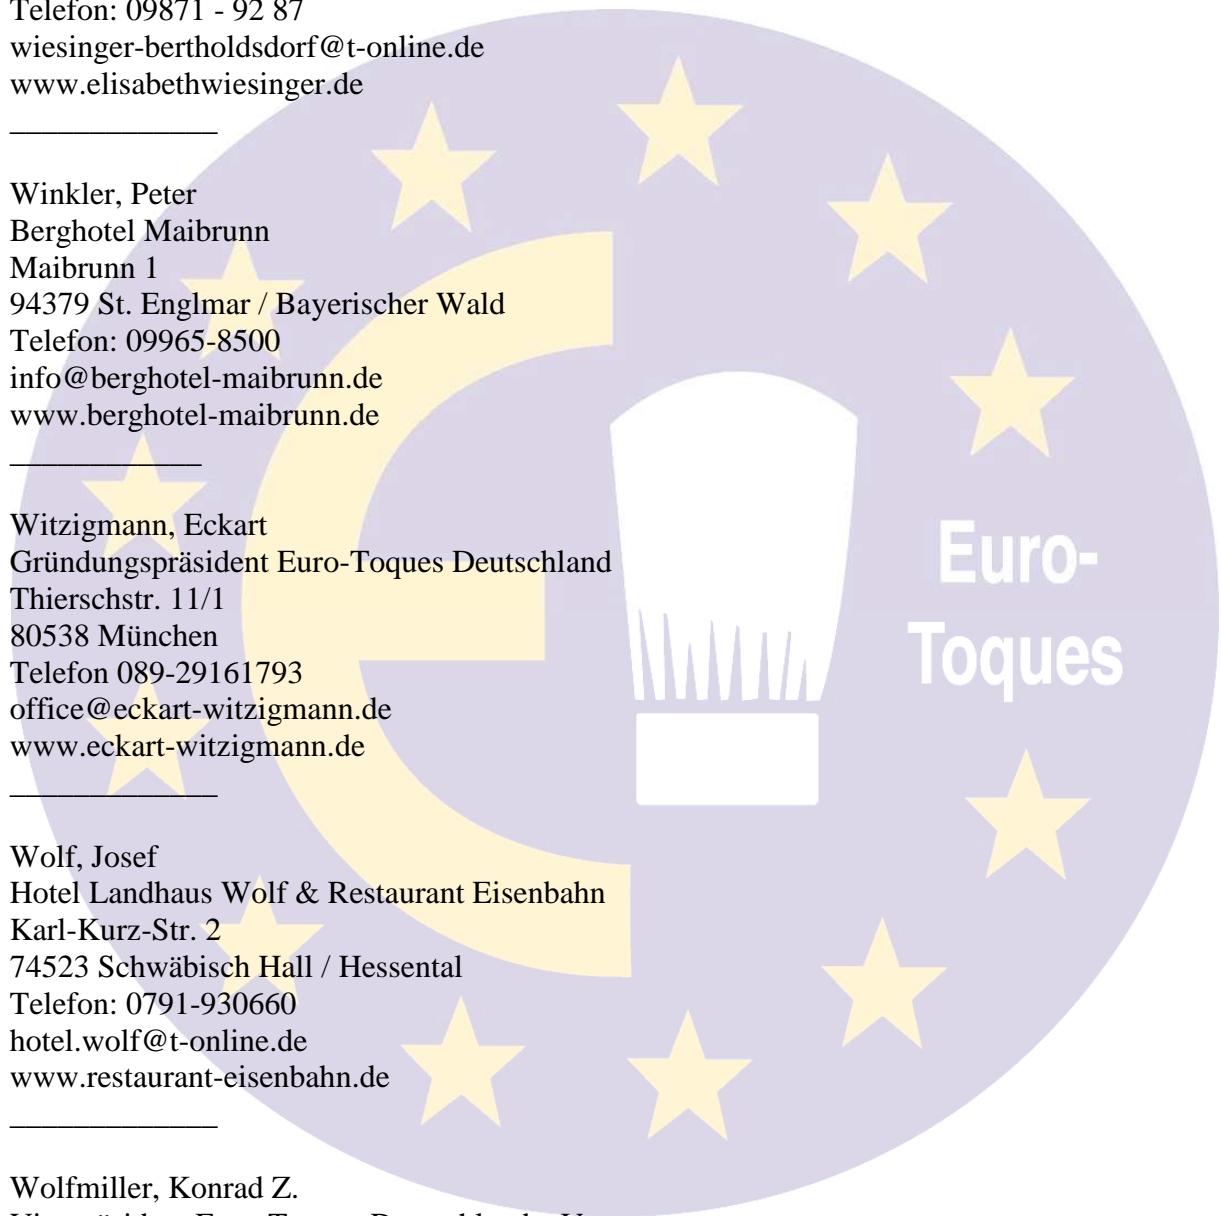 Telefon: 09871 - 92 87
wiesinger-bertholdsdorf@t-online.de
www.elisabethwiesinger.de
_____________
Winkler, Peter
Berghotel Maibrunn
Maibrunn 1
94379 St. Englmar / Bayerischer Wald
Telefon: 09965-8500
info@berghotel-maibrunn.de
www.berghotel-maibrunn.de
____________
Witzigmann, Eckart
Gründungspräsident Euro-Toques Deutschland
Thierschstr. 11/1
80538 München
Telefon 089-29161793
office@eckart-witzigmann.de
www.eckart-witzigmann.de
_____________
Wolf, Josef
Hotel Landhaus Wolf & Restaurant Eisenbahn
Karl-Kurz-Str. 2
74523 Schwäbisch Hall / Hessental
Telefon: 0791-930660
hotel.wolf@t-online.de
www.restaurant-eisenbahn.de
_____________
Wolfmiller, Konrad Z.
Euro-
Toques